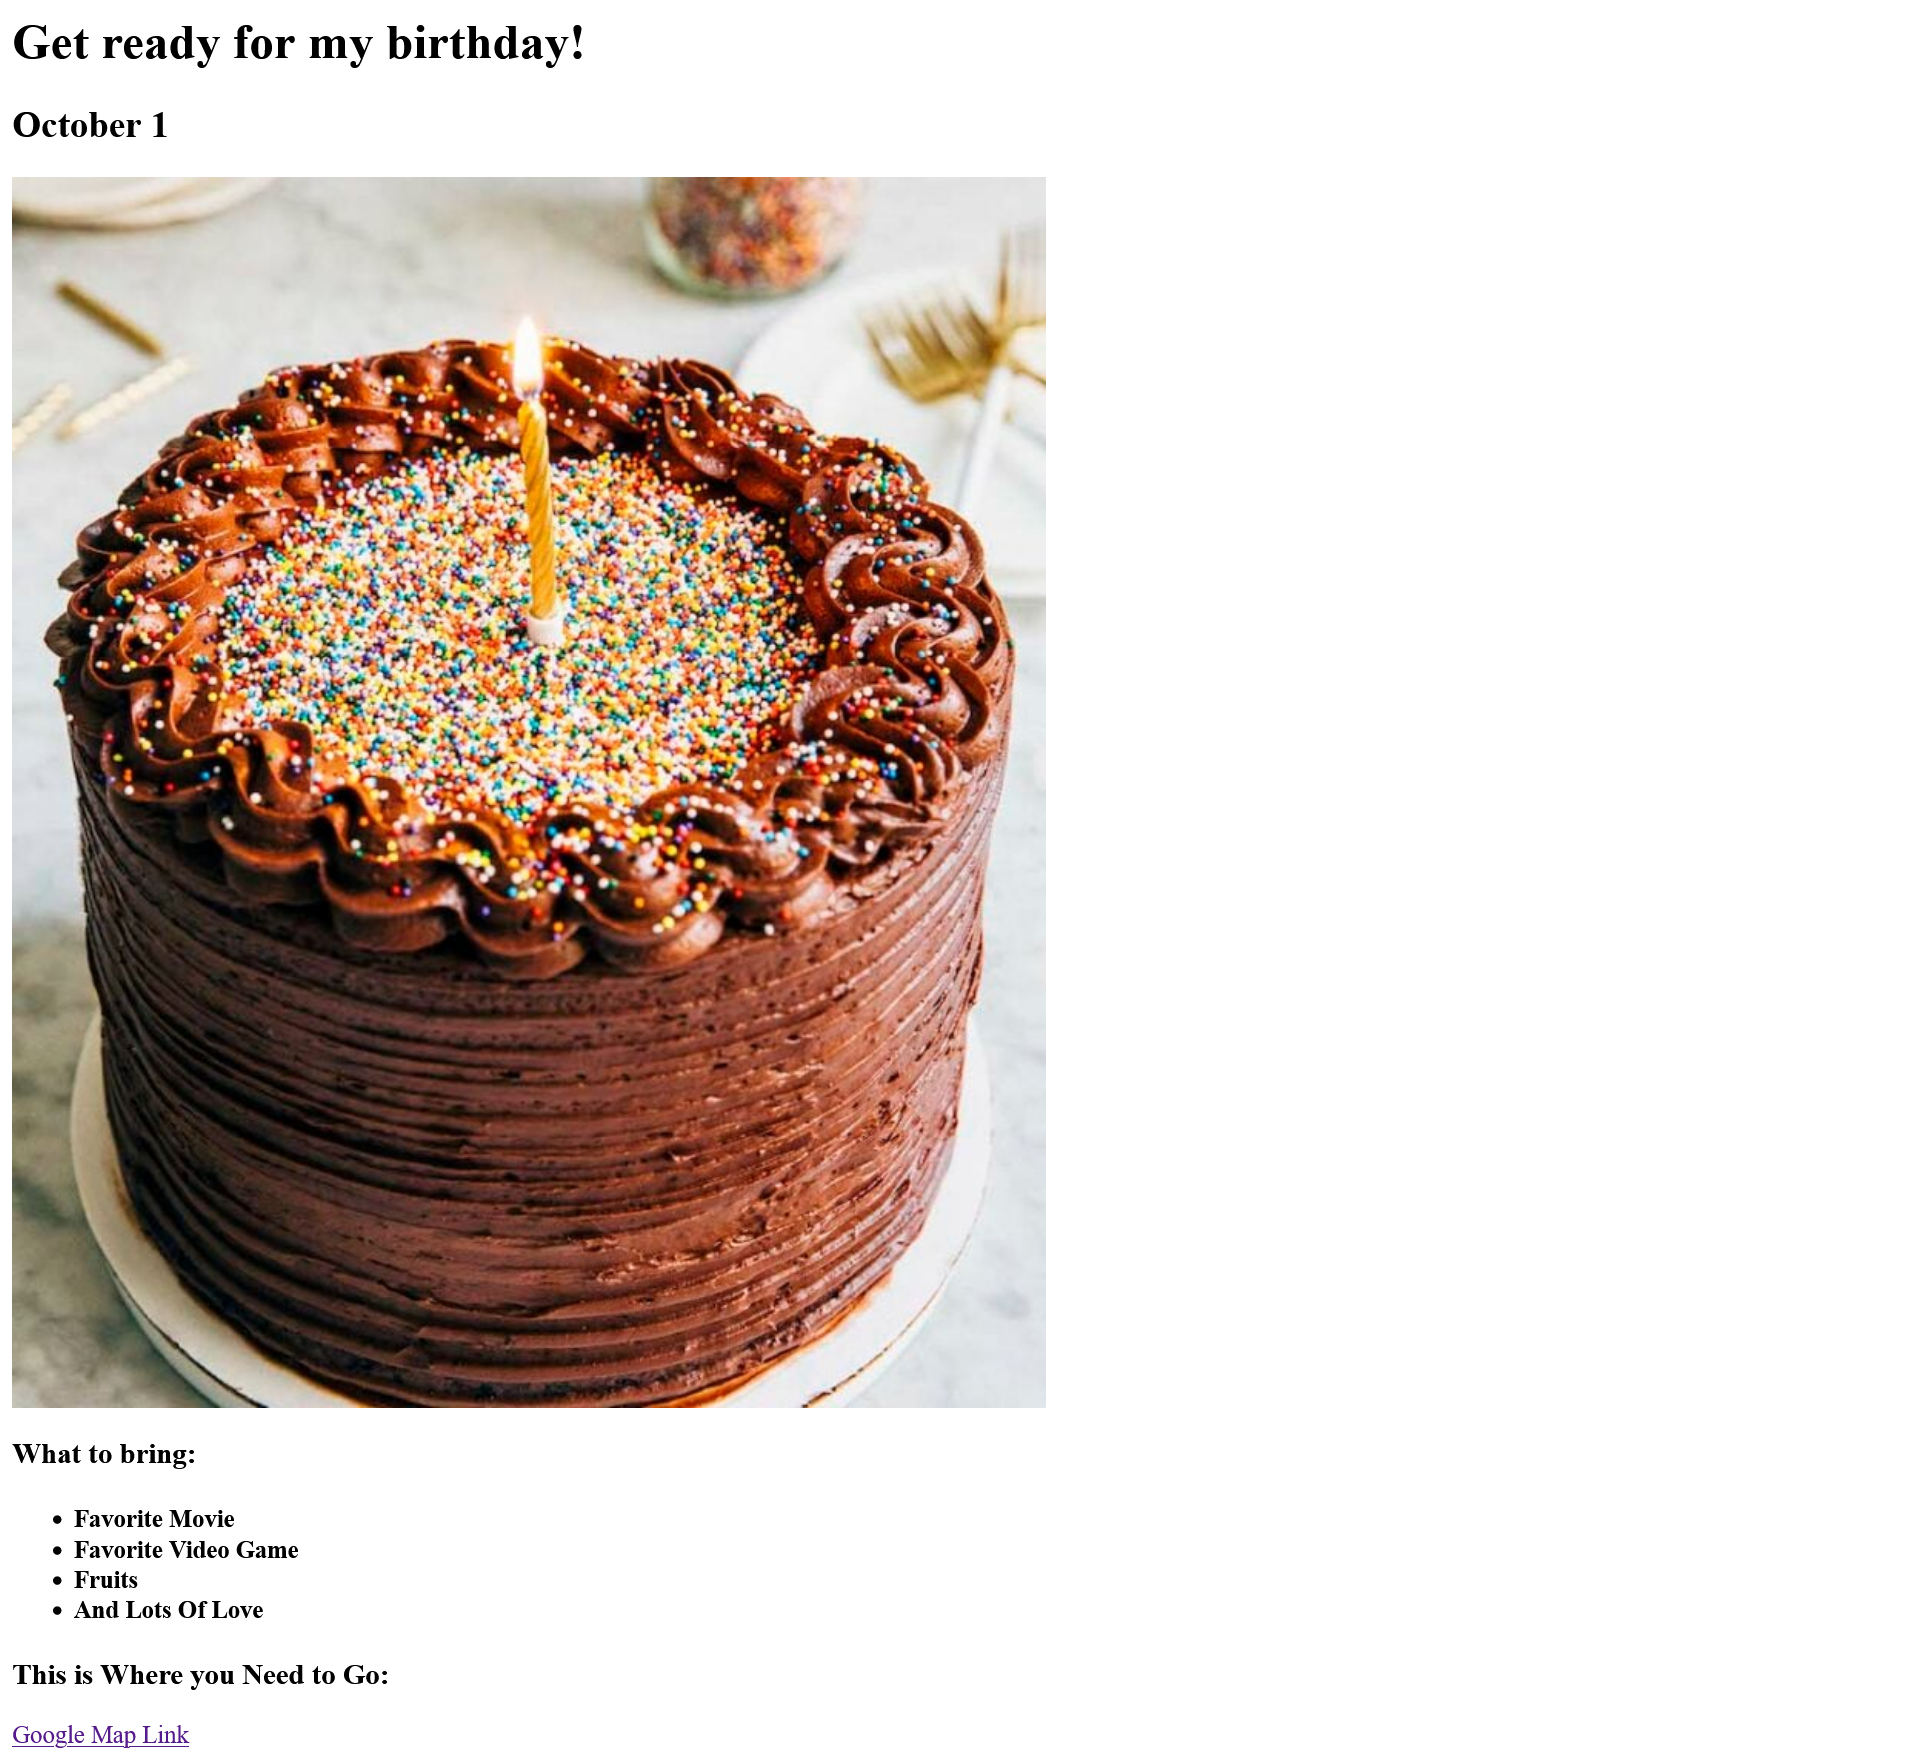 Get ready for my birthday!
October 1
What to bring:
Favorite Movie
Favorite Video Game
Fruits
And Lots Of Love
This is Where you Need to Go:
Google Map Link